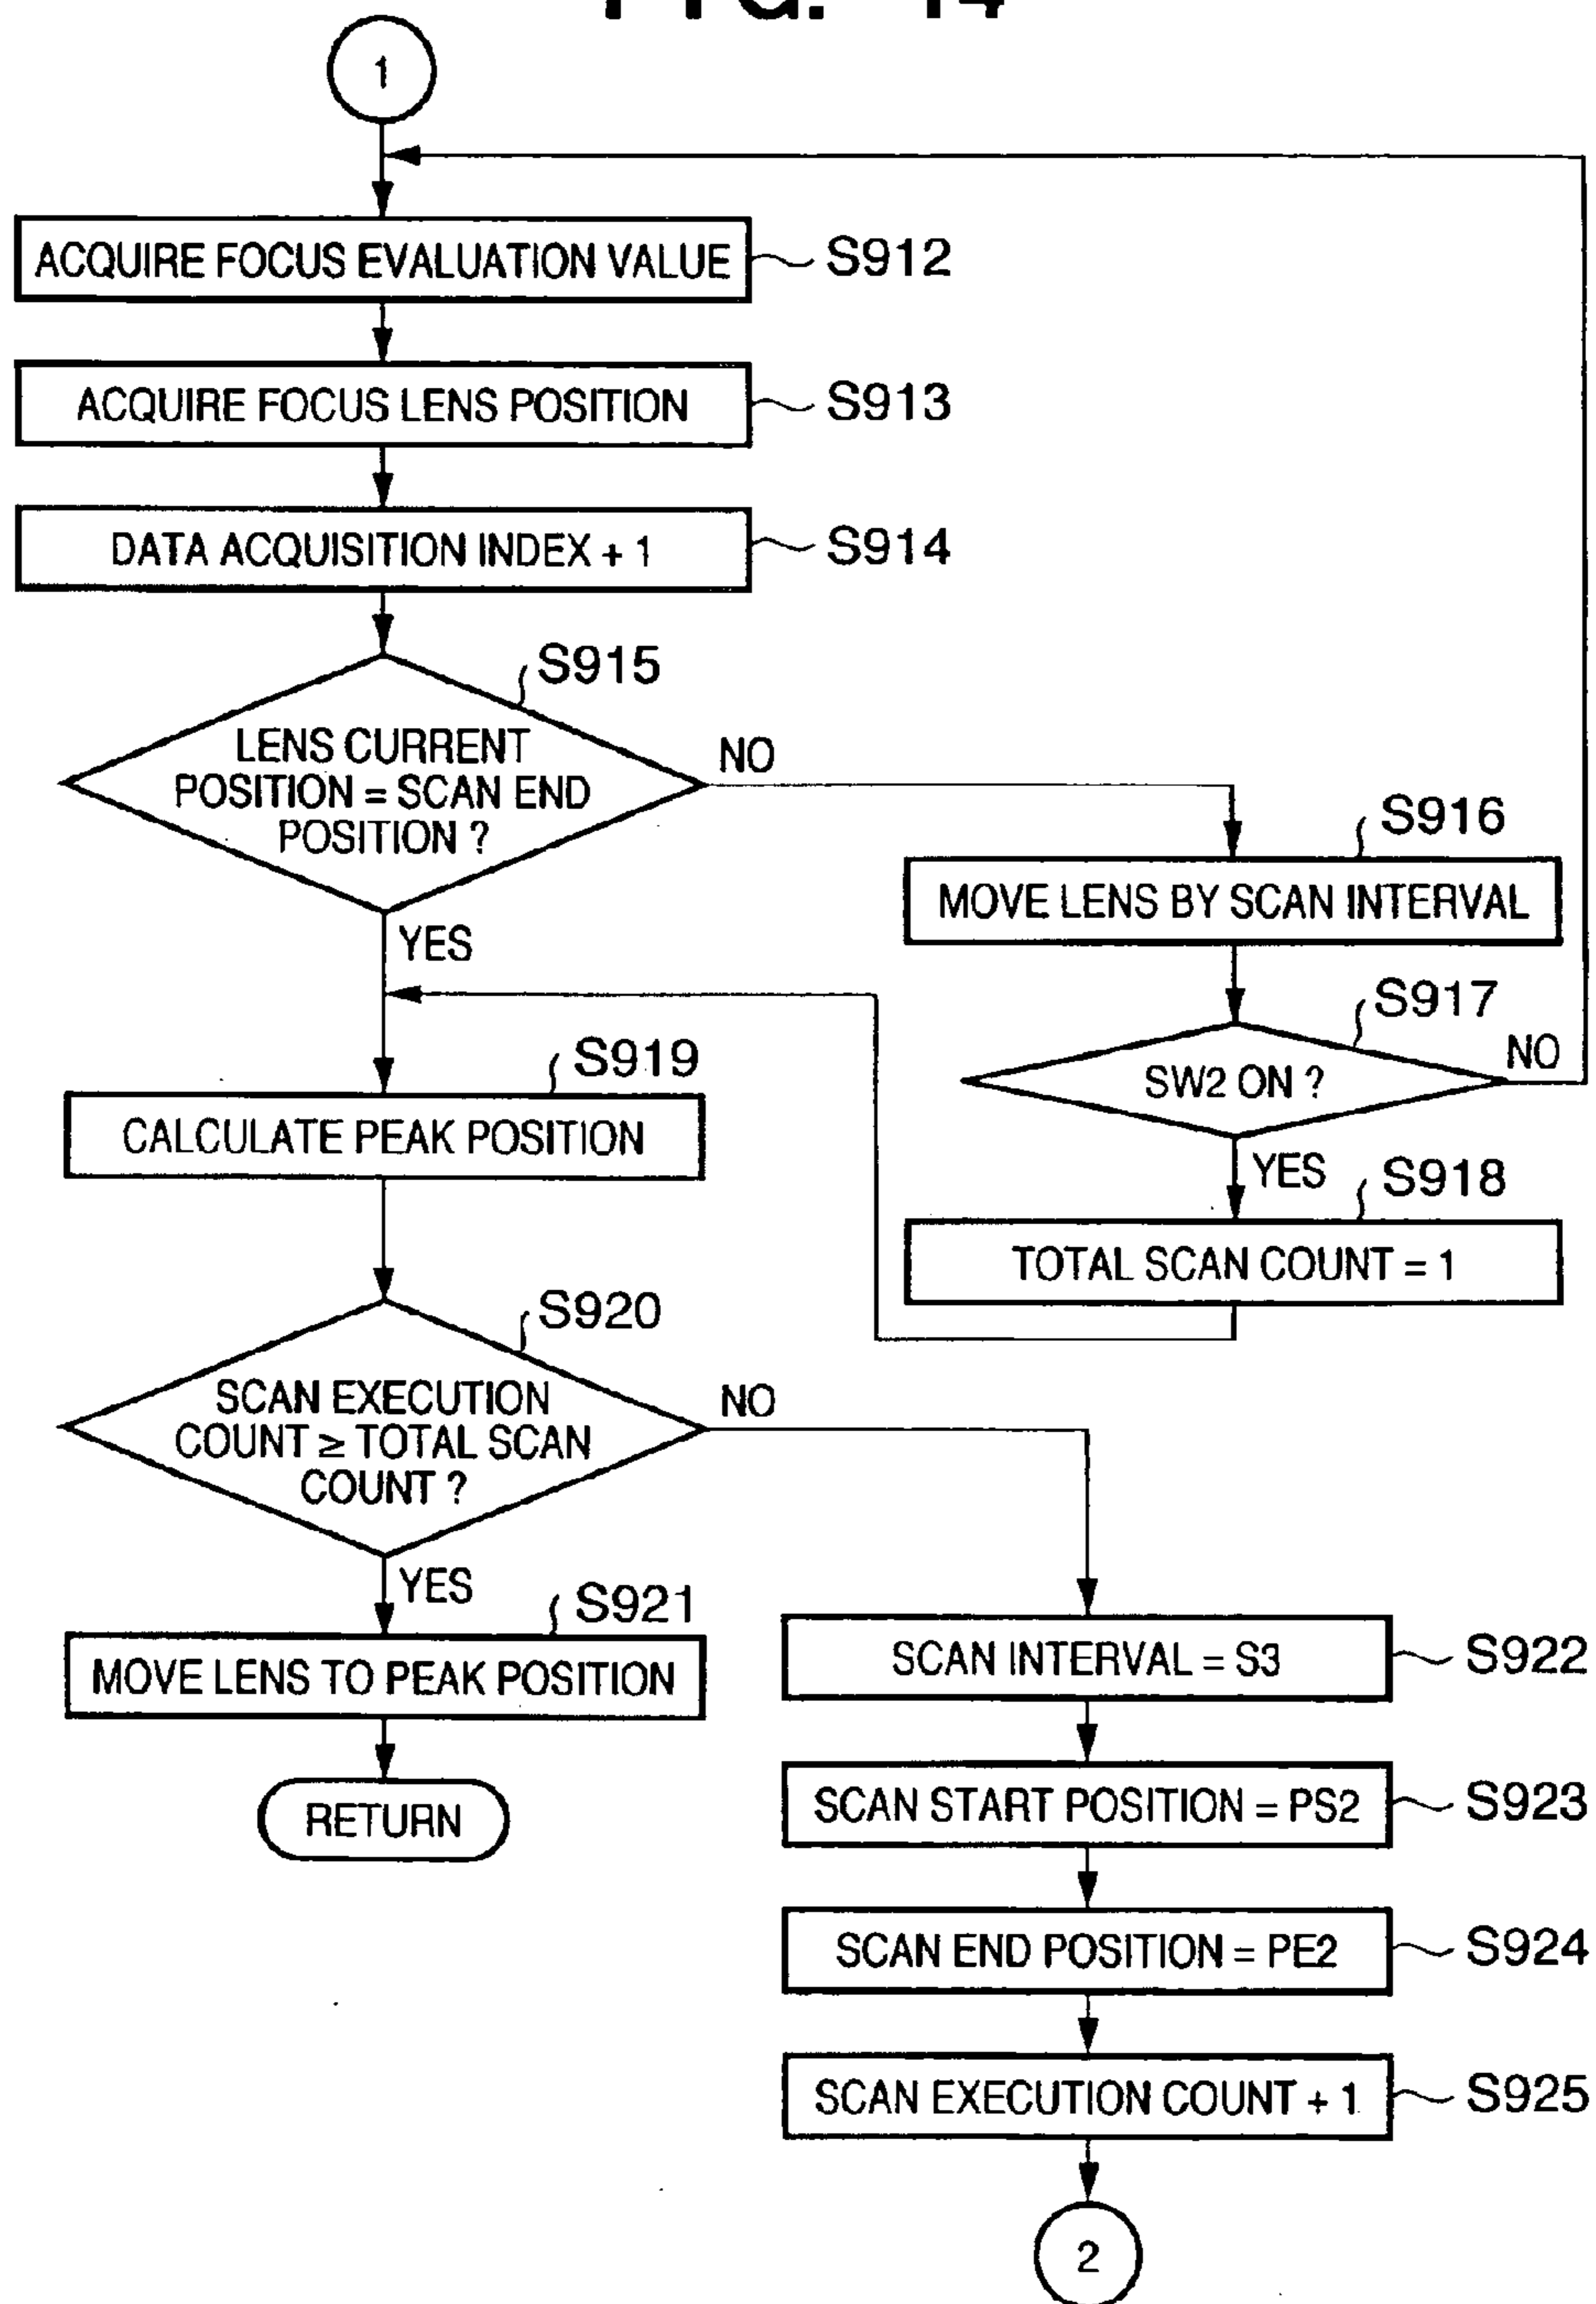 FIG. 14
1
ACQUIRE FOCUS EVALUATION VALUE
S912
ACQUIRE FOCUS LENS POSITION
S913
DATA ACQUISITION INDEX + 1
S914
S915
LENS CURRENT
POSITION = SCAN END
POSITION ?
NO
YES
S916
MOVE LENS BY SCAN INTERVAL
S917
SW2 ON ?
NO
YES
S918
TOTAL SCAN COUNT = 1
S919
CALCULATE PEAK POSITION
S920
SCAN EXECUTION
COUNT ≥ TOTAL SCAN
COUNT ?
NO
YES
S921
MOVE LENS TO PEAK POSITION
RETURN
SCAN INTERVAL = S3
S922
SCAN START POSITION = PS2
S923
SCAN END POSITION = PE2
S924
SCAN EXECUTION COUNT + 1
S925
2